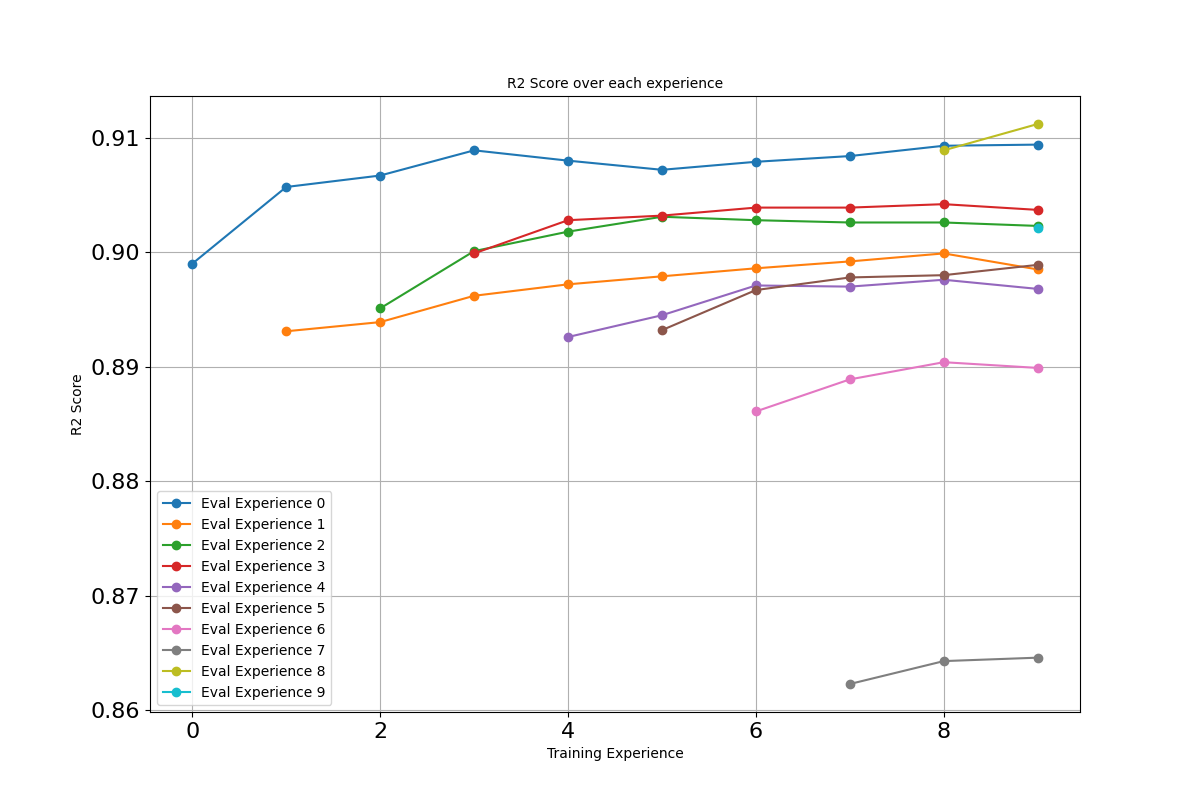 R2 Score over each experience
R2 Score
0.91
0.90
0.89
0.88
0.87
0.86
Eval Experience 0
Eval Experience 1
Eval Experience 2
Eval Experience 3
Eval Experience 4
Eval Experience 5
Eval Experience 6
Eval Experience 7
Eval Experience 8
Eval Experience 9
0 2 4 6 8
Training Experience